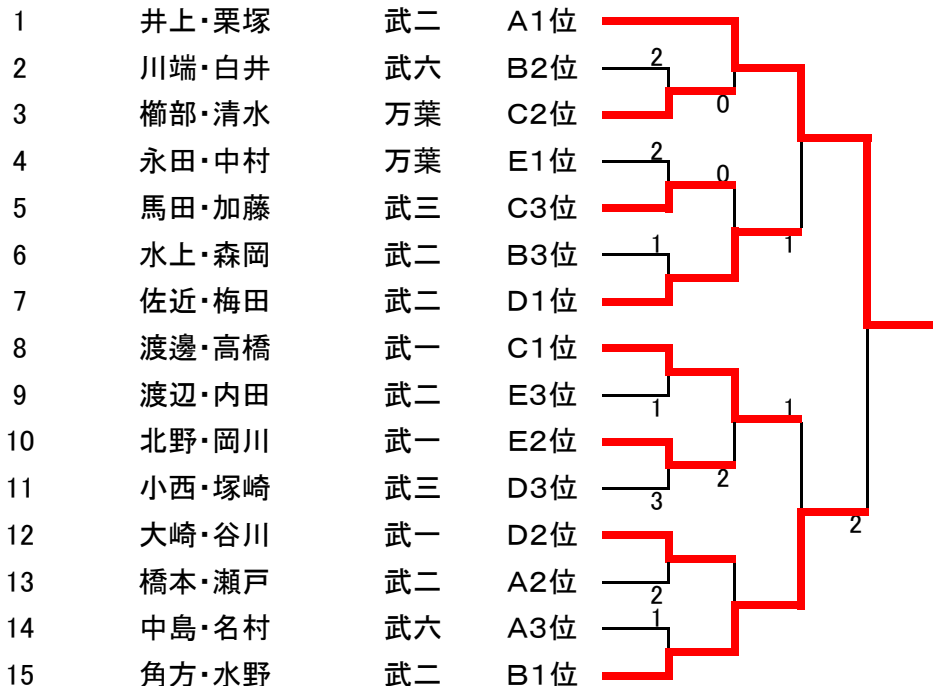 1 井上・栗塚 武二 A1位
2 川端・白井 武六 B2位 2
0
3 櫛部・清水 万葉 C2位
4 永田・中村 万葉 E1位 2
0
5 馬田・加藤 武三 C3位
6 水上・森岡 武二 B3位 1 1
7 佐近・梅田 武二 D1位
8 渡邊・高橋 武一 C1位
9 渡辺・内田 武二 E3位 1 1
10 北野・岡川 武一 E2位
2
11 小西・塚崎 武三 D3位 3
12 大崎・谷川 武一 D2位 2
13 橋本・瀬戸 武二 A2位 2
14 中島・名村 武六 A3位 1
15 角方・水野 武二 B1位